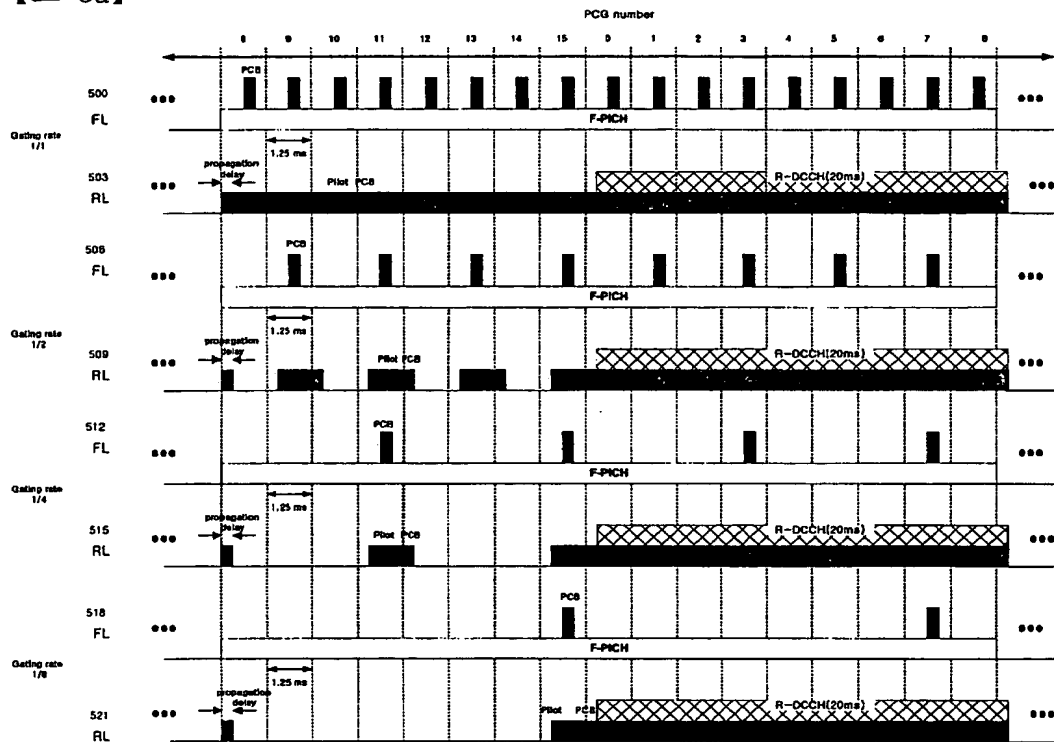 PCG number
8 9 10 11 12 13 14 15 0 1 2 3 4 5 6 7 8
PCB
500
FL
F-PICH
Gating rate
1/1
1.25 ms
propagation
delay
503
RL
Pilot PCB
R-DCCH(20ms)
PCB
506
FL
F-PICH
Gating rate
1/2
1.25 ms
propagation
delay
509
RL
Pilot PCB
R-DCCH(20ms)
PCB
512
FL
F-PICH
Gating rate
1/4
1.25 ms
propagation
delay
515
RL
Pilot PCB
R-DCCH(20ms)
PCB
518
FL
F-PICH
Gating rate
1/8
1.25 ms
propagation
delay
521
RL
Pilot PCB
R-DCCH(20ms)